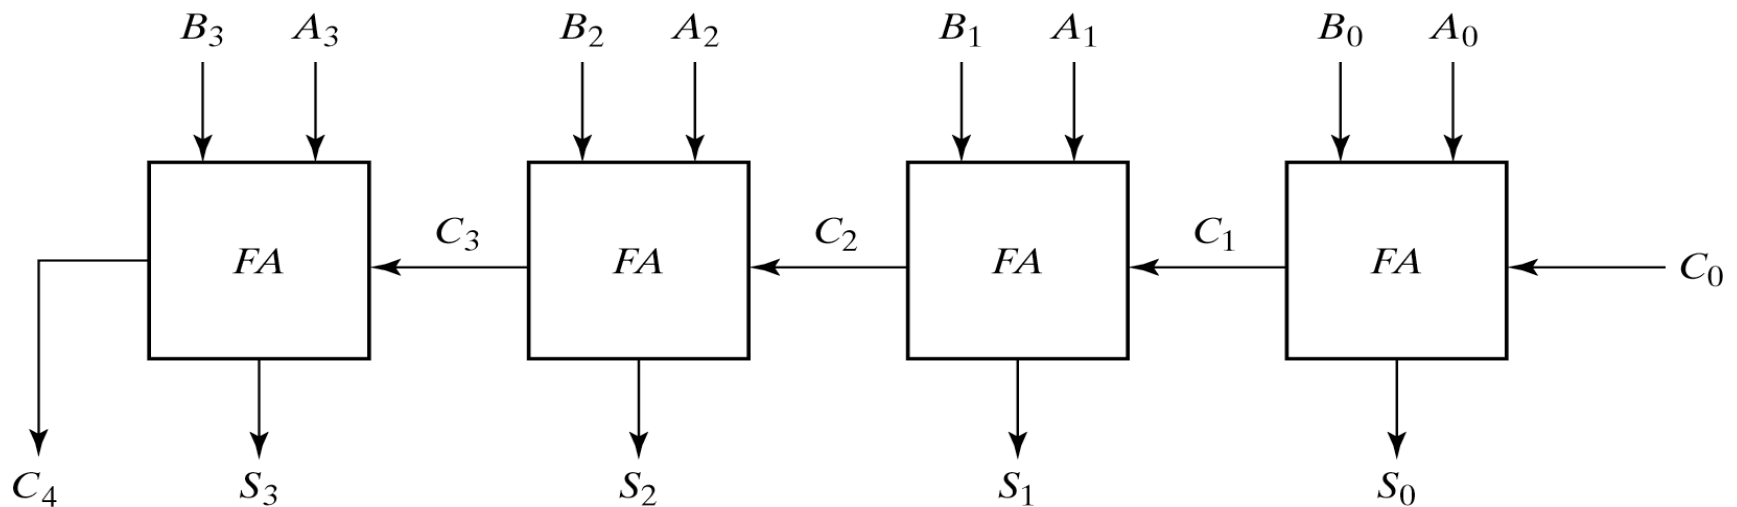 B₃ A₃ B₂ A₂ B₁ A₁ B₀ A₀
C₃ C₂ C₁
FA FA FA FA C₀
C₄ S₃ S₂ S₁ S₀